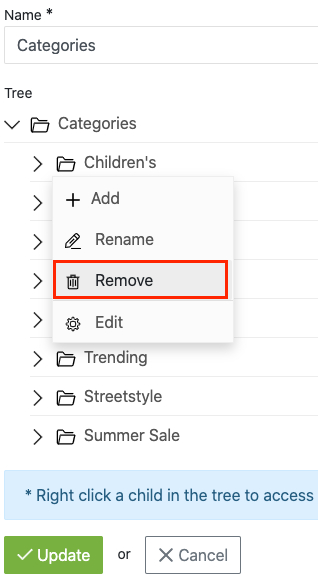 Name *
Categories
Tree
Categories
Children's
Add
Rename
Remove
Edit
Trending
Streetstyle
Summer Sale
* Right click a child in the tree to access
Update or Cancel